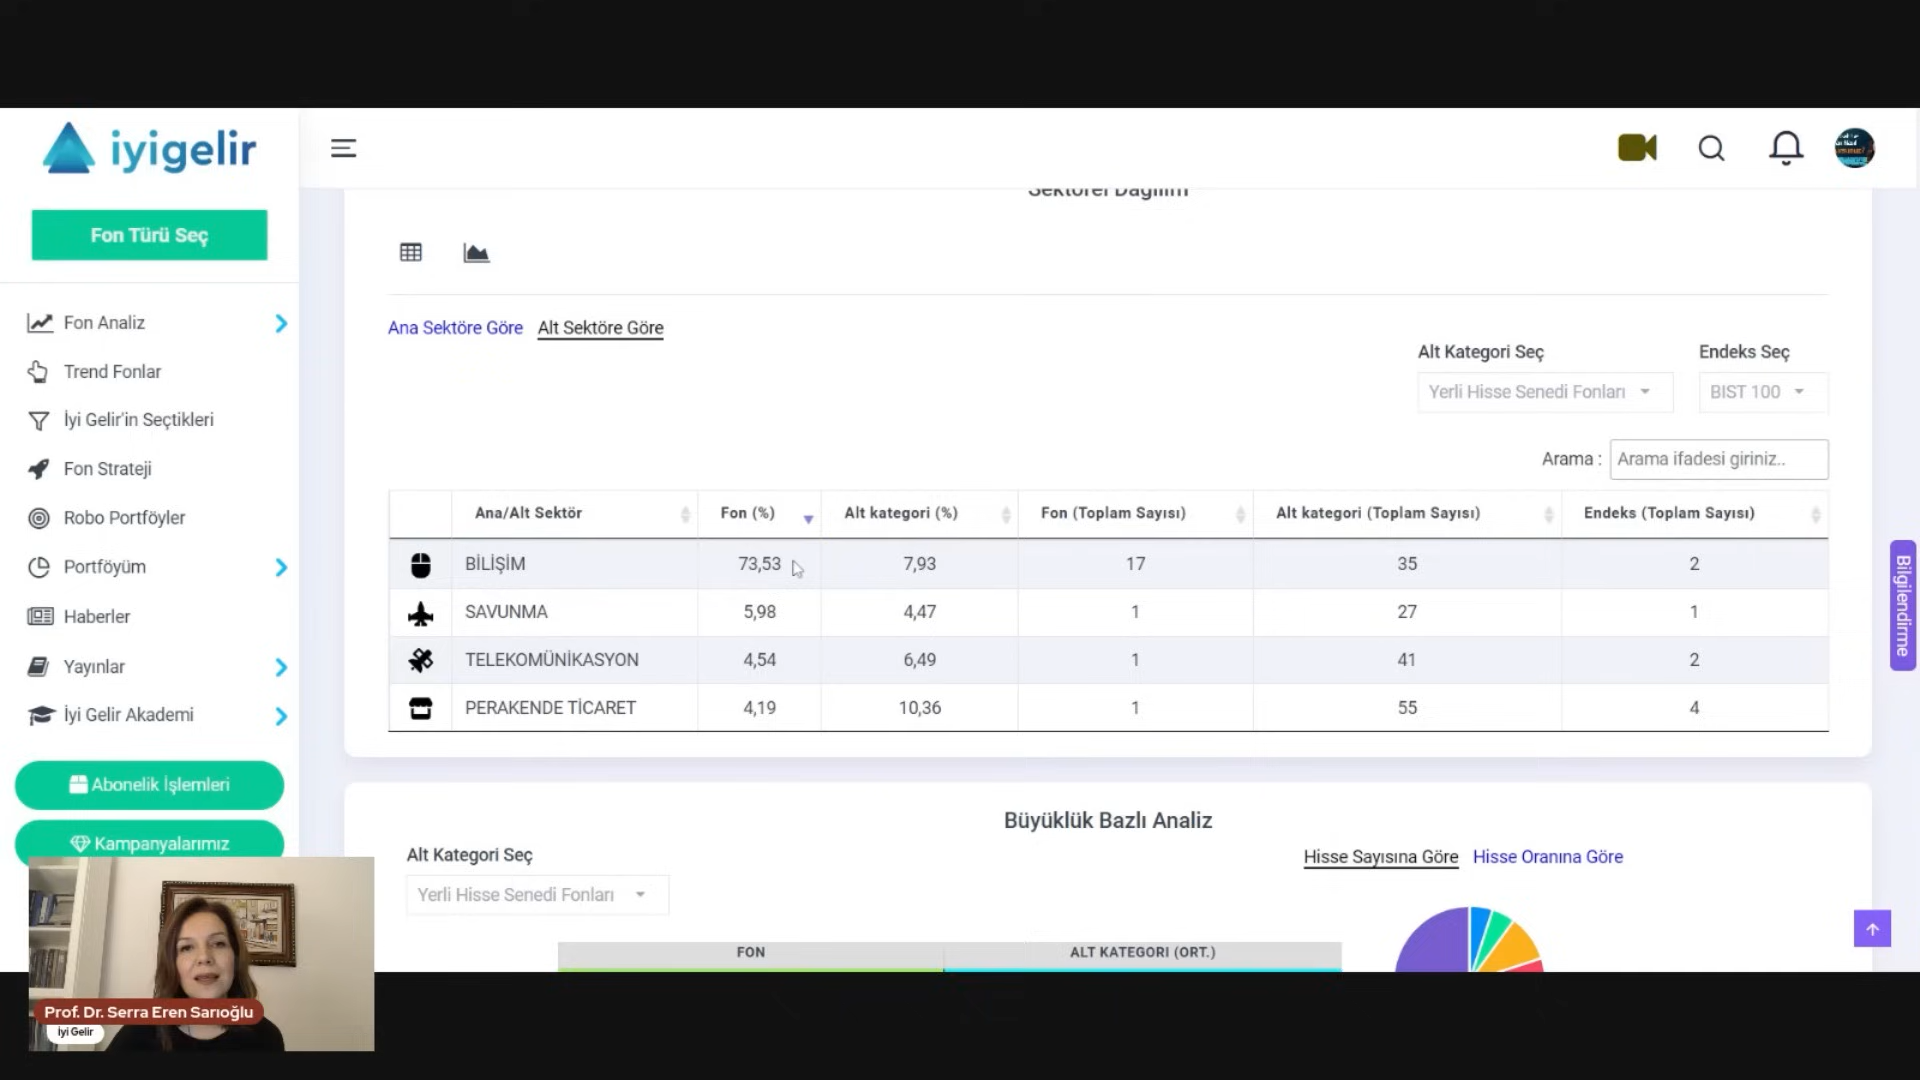 iyigelir
Sektörel Dağılım
Fon Türü Seç
Fon Analiz
Trend Fonlar
İyi Gelir'in Seçtikleri
Fon Strateji
Robo Portföyler
Portföyüm
Haberler
Yayınlar
İyi Gelir Akademi
Abonelik İşlemleri
Kampanyalarımız
Ana Sektöre Göre Alt Sektöre Göre
Alt Kategori Seç Endeks Seç
Yerli Hisse Senedi Fonları BIST 100
Arama : Arama ifadesi giriniz..
Ana/Alt Sektör Fon (%) Alt kategori (%) Fon (Toplam Sayısı) Alt kategori (Toplam Sayısı) Endeks (Toplam Sayısı)
BİLİŞİM 73,53 7,93 17 35 2
SAVUNMA 5,98 4,47 1 27 1
TELEKOMÜNİKASYON 4,54 6,49 1 41 2
PERAKENDE TİCARET 4,19 10,36 1 55 4
Bilgilendirme
Büyüklük Bazlı Analiz
Alt Kategori Seç
Yerli Hisse Senedi Fonları
Hisse Sayısına Göre Hisse Oranına Göre
FON ALT KATEGORI (ORT.)
Prof. Dr. Serra Eren Sarıoğlu
İyi Gelir